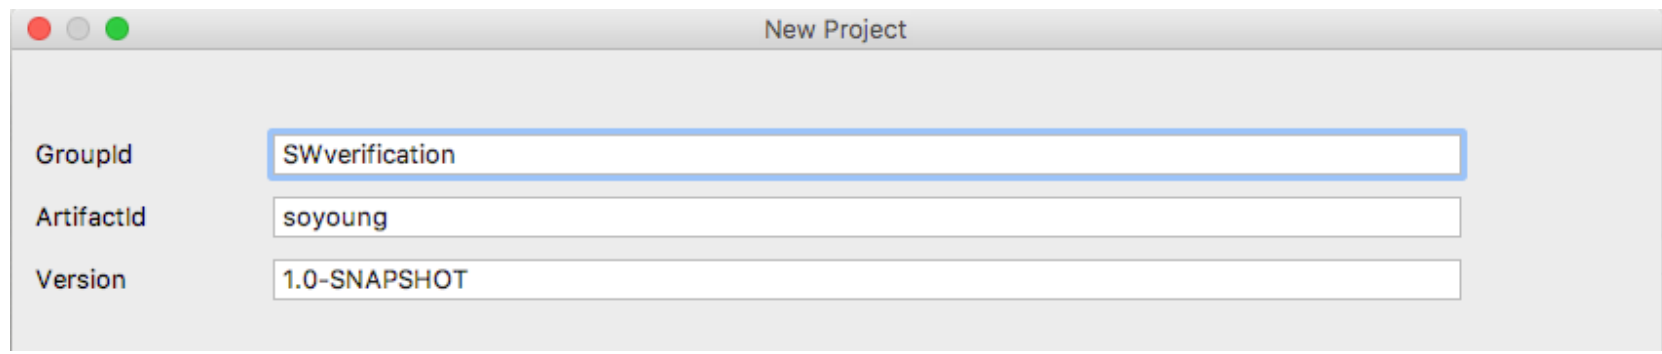 New Project
GroupId SWverification
ArtifactId soyoung
Version 1.0-SNAPSHOT